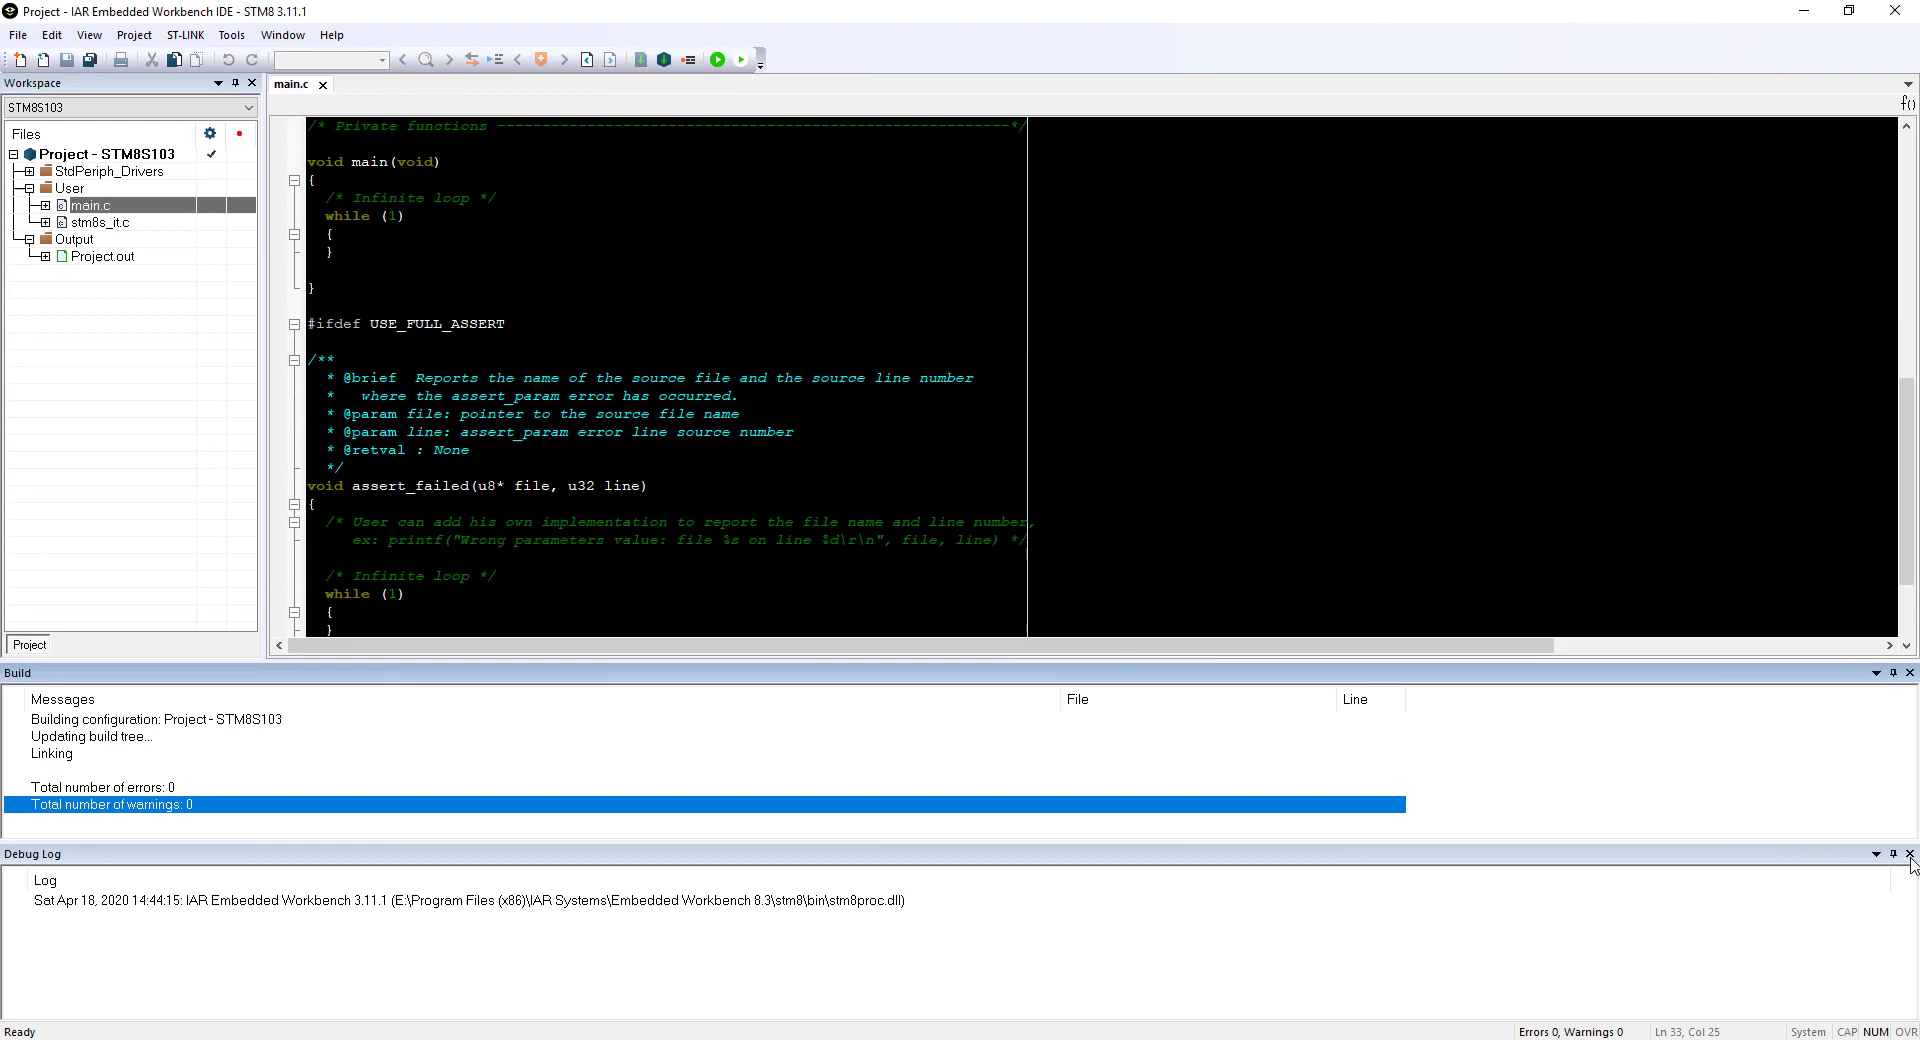 Project - IAR Embedded Workbench IDE - STM8 3.11.1
File Edit View Project ST-LINK Tools Window Help
Workspace
main.c
STM8S103
f()
Files
Project - STM8S103
StdPeriph_Drivers
User
main.c
stm8s_it.c
Output
Project.out
Project
/* Private functions ---------------------------------------------------------*/
void main(void)
{
/* Infinite loop */
while (1)
{
}
}
#ifdef USE_FULL_ASSERT
/**
* @brief  Reports the name of the source file and the source line number
*   where the assert_param error has occurred.
* @param file: pointer to the source file name
* @param line: assert_param error line source number
* @retval : None
*/
void assert_failed(u8* file, u32 line)
{
/* User can add his own implementation to report the file name and line number,
ex: printf("Wrong parameters value: file %s on line %d\r\n", file, line) */
/* Infinite loop */
while (1)
{
}
Build
Messages File Line
Building configuration: Project - STM8S103
Updating build tree...
Linking
Total number of errors: 0
Total number of warnings: 0
Debug Log
Log
Sat Apr 18, 2020 14:44:15: IAR Embedded Workbench 3.11.1 (E:\Program Files (x86)\IAR Systems\Embedded Workbench 8.3\stm8\bin\stm8proc.dll)
Ready Errors 0, Warnings 0 Ln 33, Col 25 System CAP NUM OVR